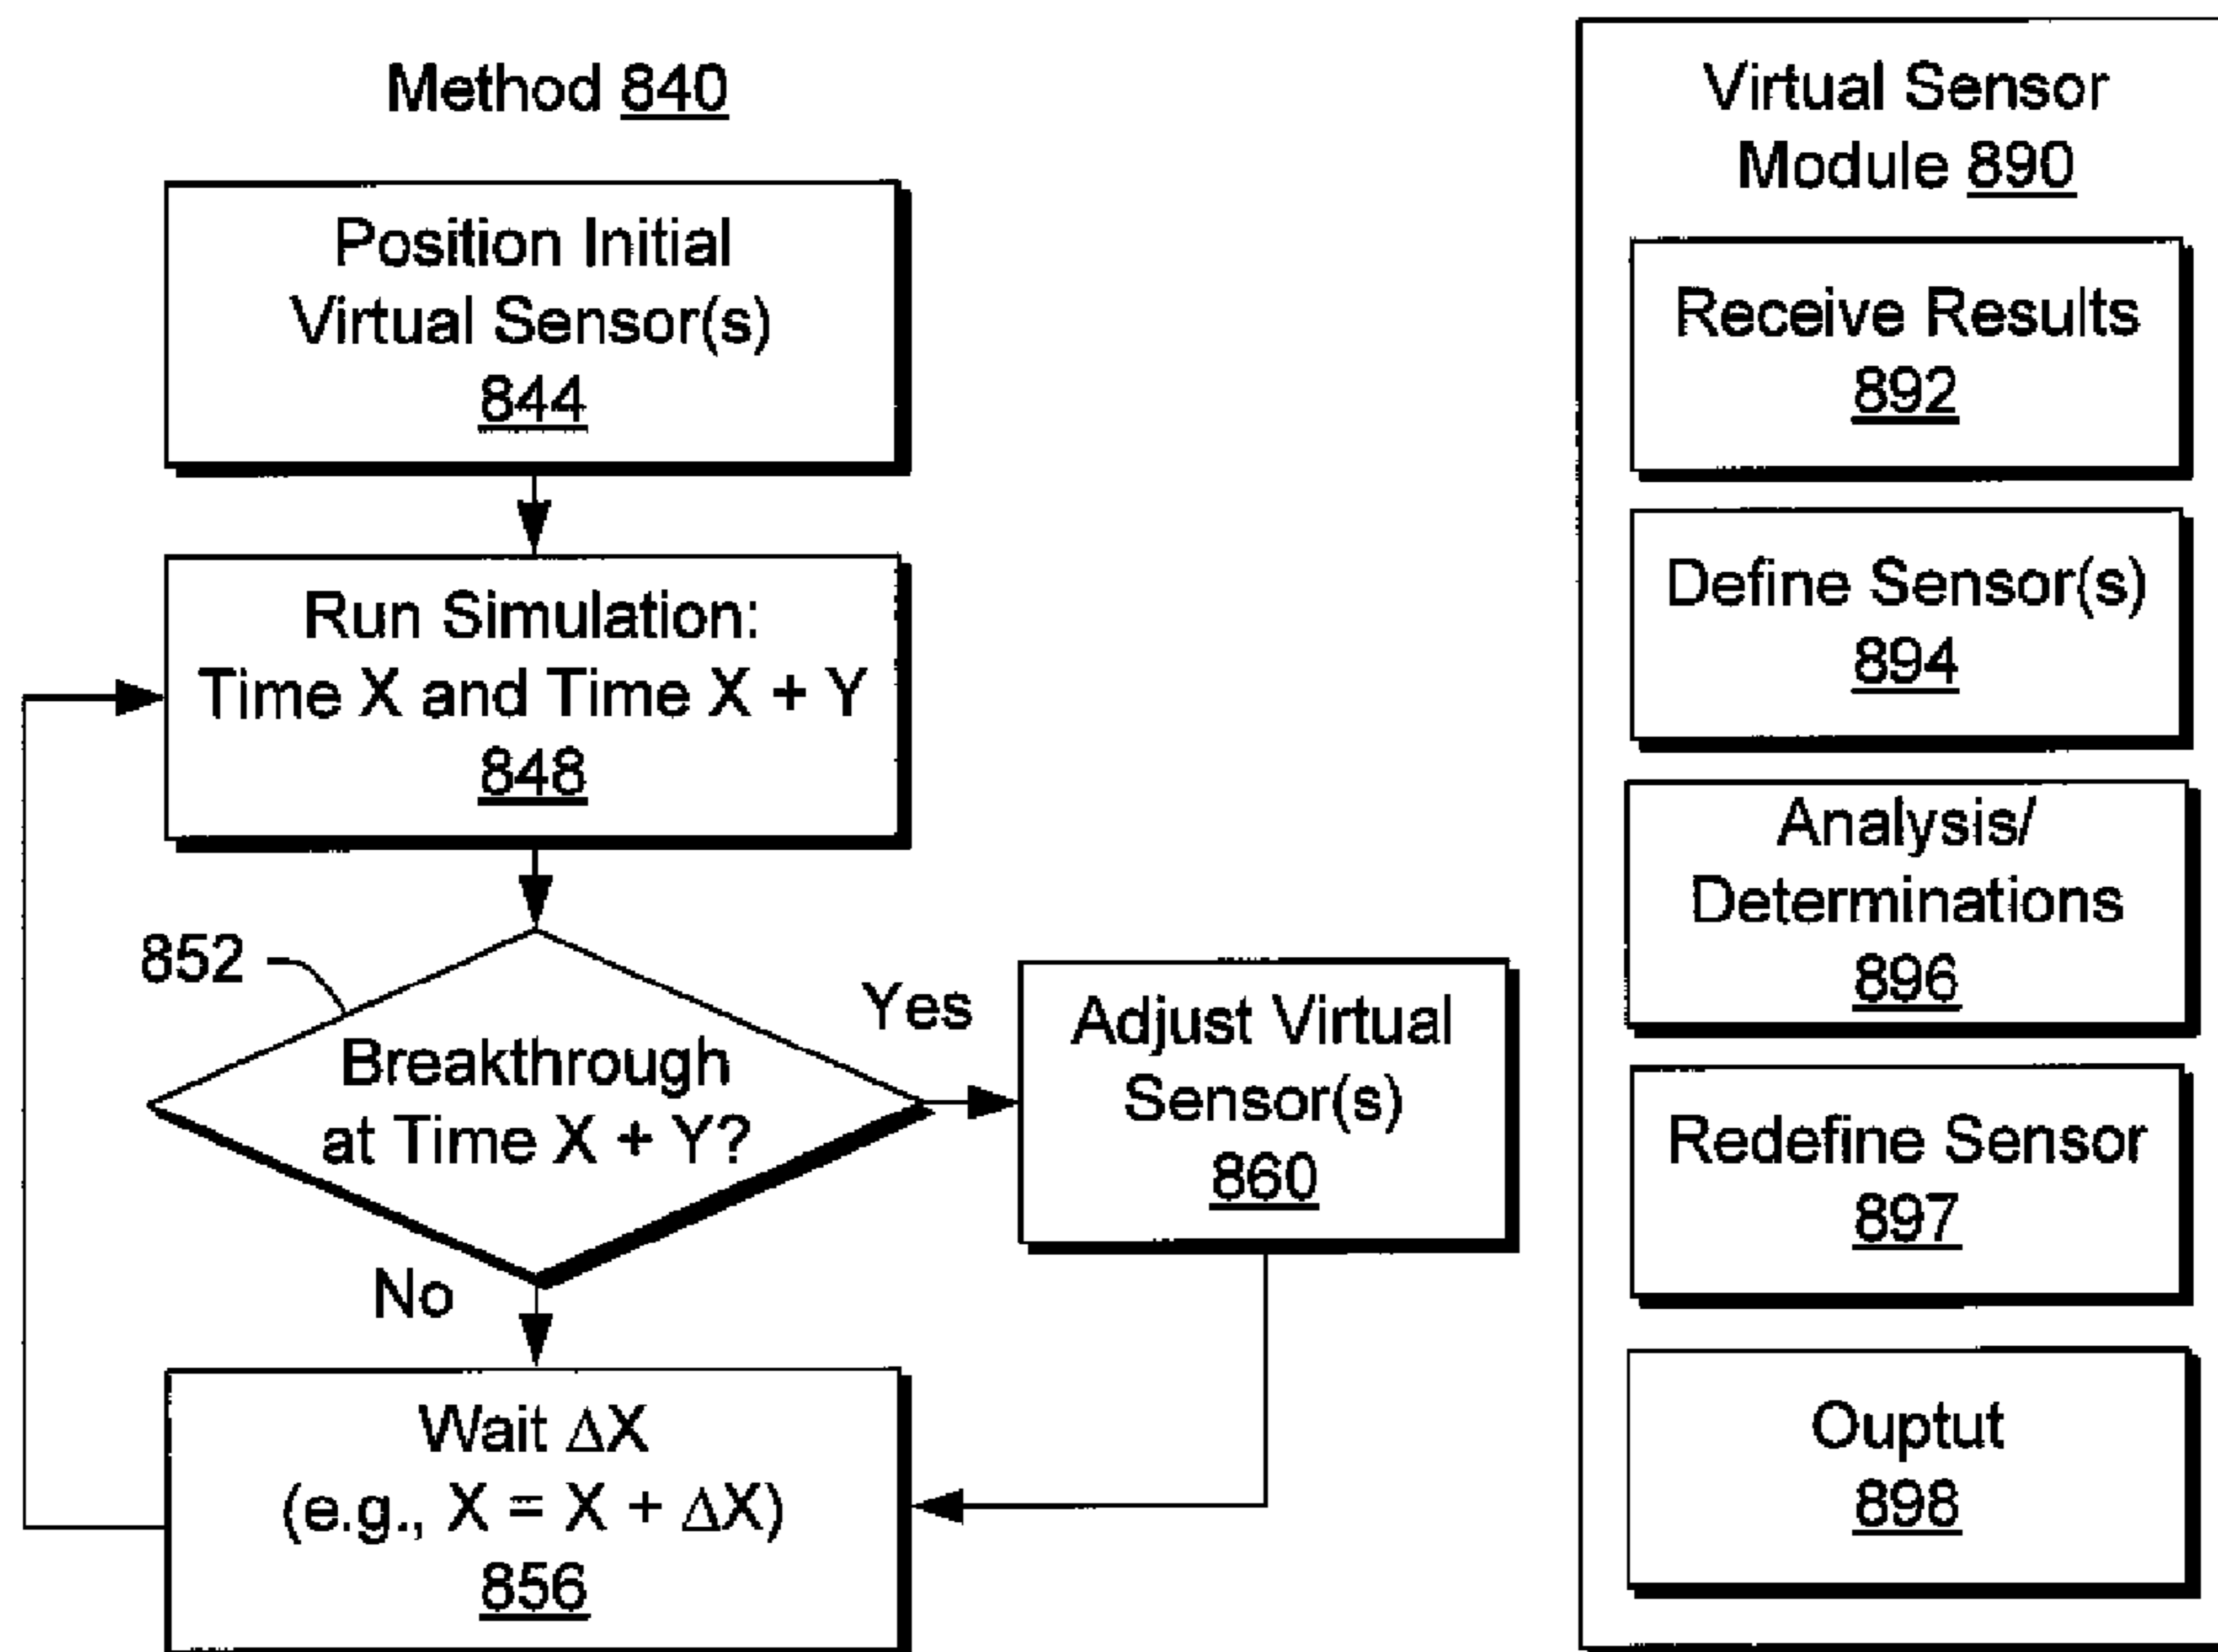 Method 840
Position Initial
Virtual Sensor(s)
844
Run Simulation:
Time X and Time X + Y
848
852
Breakthrough
at Time X + Y?
Yes
No
Adjust Virtual
Sensor(s)
860
Wait ΔX
(e.g., X = X + ΔX)
856
Virtual Sensor
Module 890
Receive Results
892
Define Sensor(s)
894
Analysis/
Determinations
896
Redefine Sensor
897
Ouptut
898